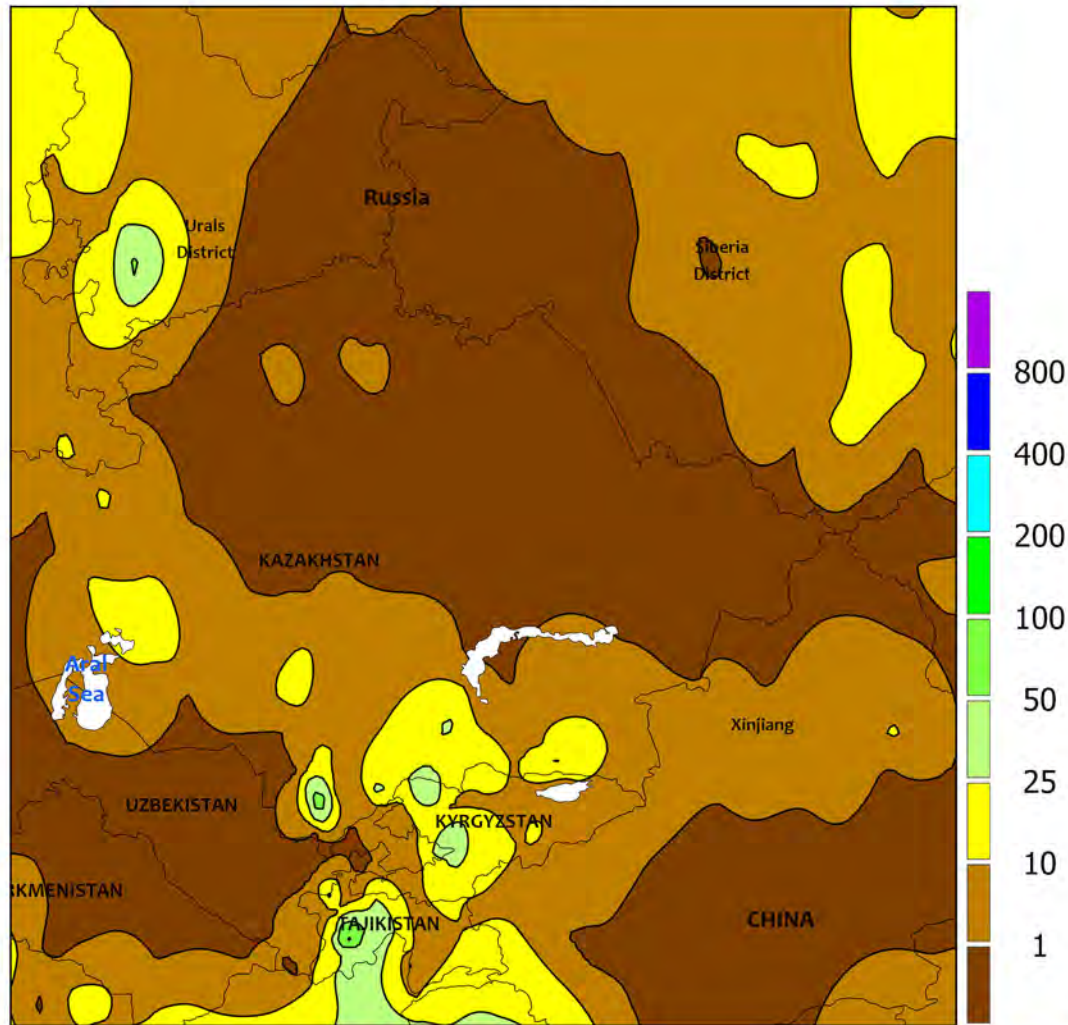 Russia
Urals
District
Siberia
District
KAZAKHSTAN
Aral
Sea
Xinjiang
UZBEKISTAN
KYRGYZSTAN
RKMENISTAN
TAJIKISTAN
CHINA
800
400
200
100
50
25
10
1